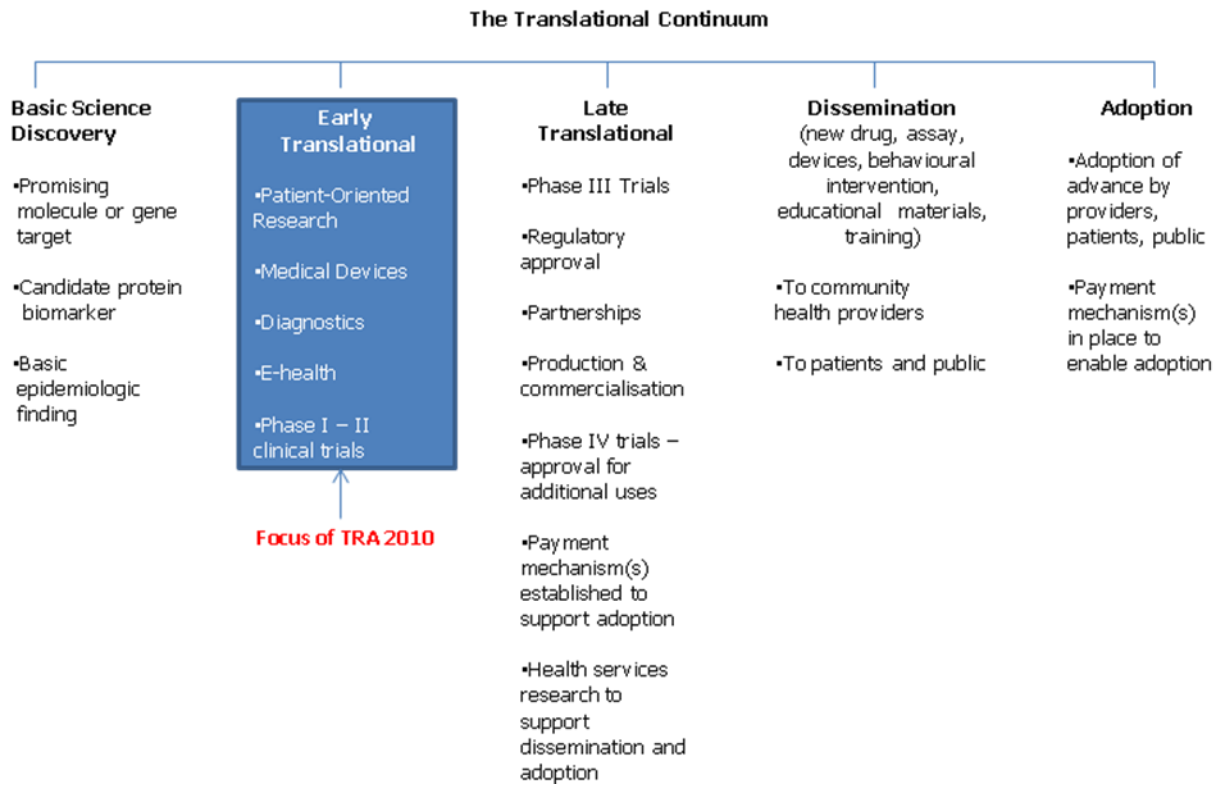 The Translational Continuum
Basic Science
Discovery
▪Promising
molecule or gene
target
▪Candidate protein
biomarker
▪Basic
epidemiologic
finding
Early
Translational
▪Patient-Oriented
Research
▪Medical Devices
▪Diagnostics
▪E-health
▪Phase I – II
clinical trials
Focus of TRA 2010
Late
Translational
▪Phase III Trials
▪Regulatory
approval
▪Partnerships
▪Production &
commercialisation
▪Phase IV trials –
approval for
additional uses
▪Payment
mechanism(s)
established to
support adoption
▪Health services
research to
support
dissemination and
adoption
Dissemination
(new drug, assay,
devices, behavioural
intervention,
educational materials,
training)
▪To community
health providers
▪To patients and public
Adoption
▪Adoption of
advance by
providers,
patients, public
▪Payment
mechanism(s)
in place to
enable adoption